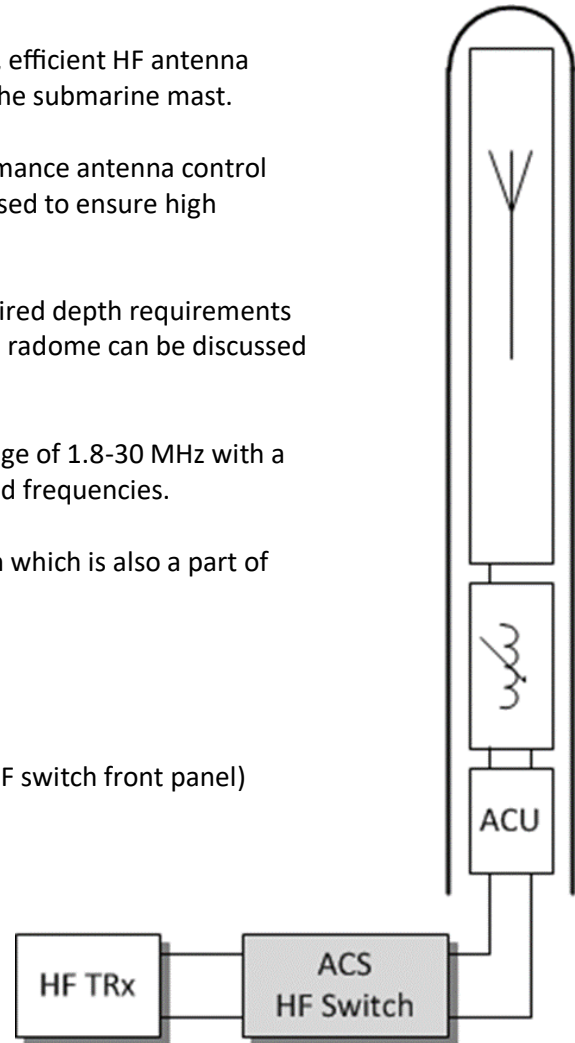 efficient HF antenna
he submarine mast.
mance antenna control
sed to ensure high
ired depth requirements
radome can be discussed
ge of 1.8-30 MHz with a
d frequencies.
which is also a part of
F switch front panel)
ACU
HF TRx
ACS
HF Switch